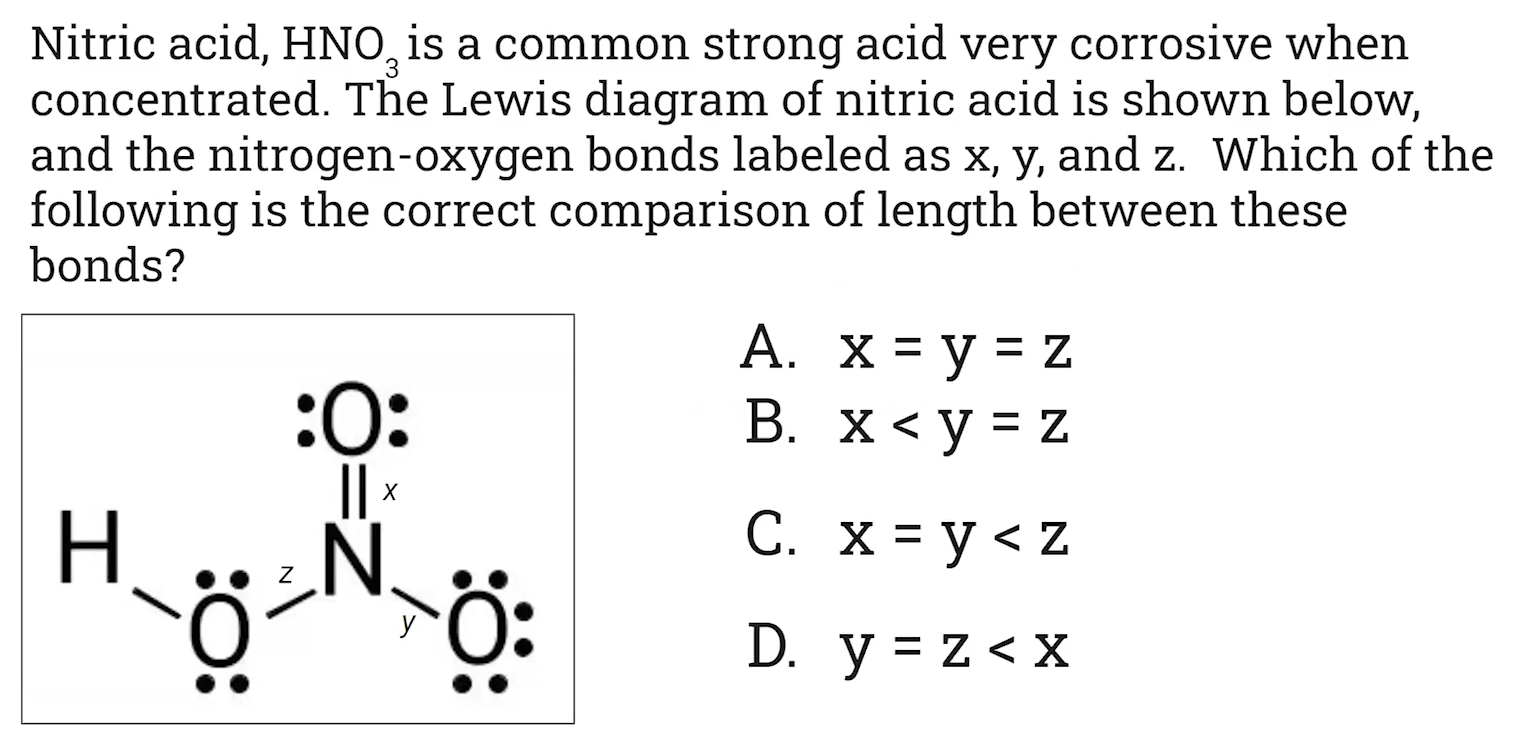 Nitric acid, HNO3 is a common strong acid very corrosive when
concentrated. The Lewis diagram of nitric acid is shown below,
and the nitrogen-oxygen bonds labeled as x, y, and z. Which of the
following is the correct comparison of length between these
bonds?
A. x = y = z
B. x < y = z
C. x = y < z
D. y = z < x
:O:
x
H
N
z
O
y
O: